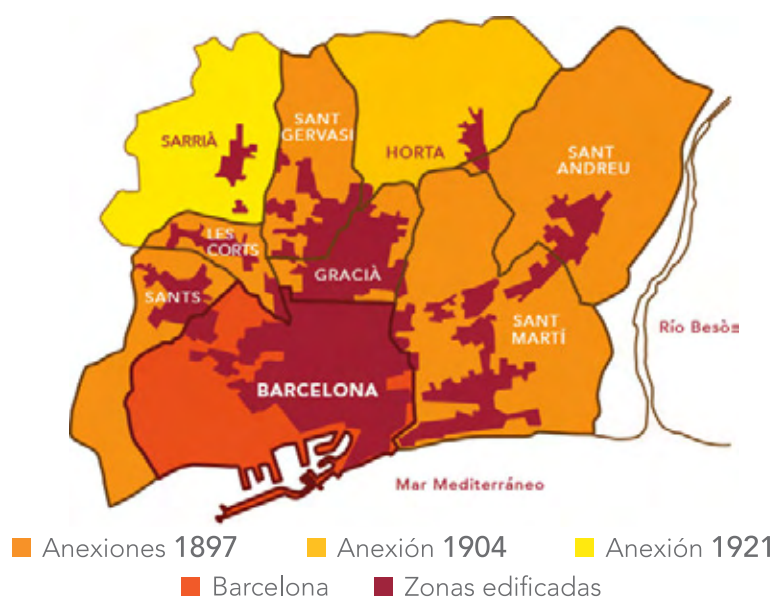 SARRIÀ
SANT
GERVASI
HORTA
SANT
ANDREU
LES
CORTS
GRACIÀ
SANTS
SANT
MARTÍ
Río Besòs
BARCELONA
Mar Mediterráneo
Anexiones 1897
Anexión 1904
Anexión 1921
Barcelona
Zonas edificadas